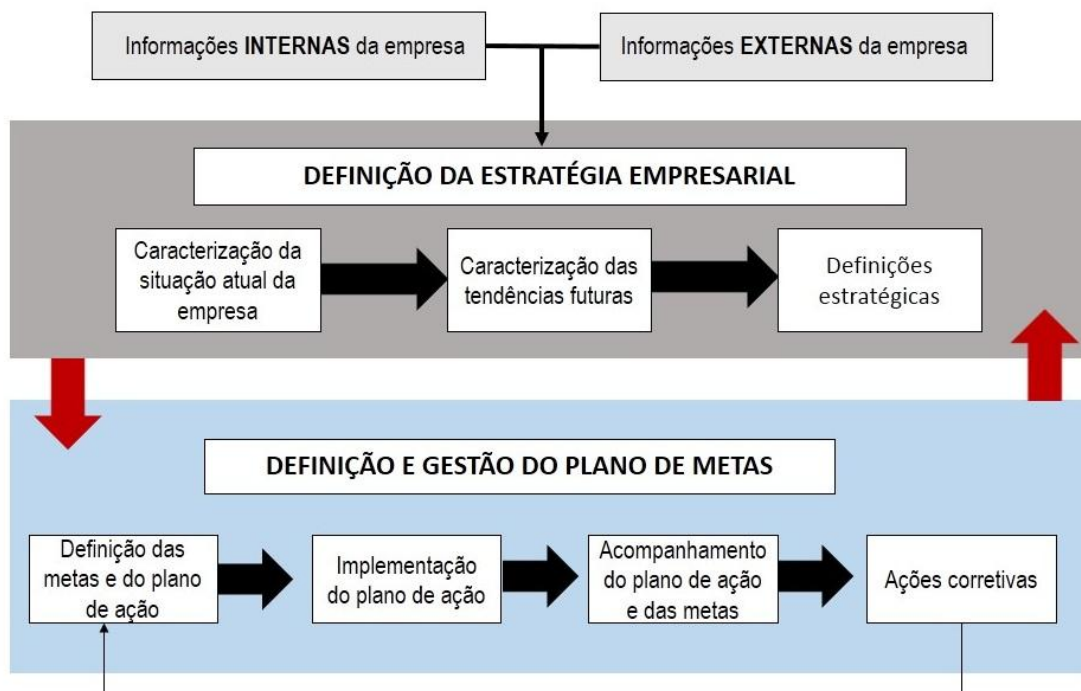 Informações INTERNAS da empresa
Informações EXTERNAS da empresa
DEFINIÇÃO DA ESTRATÉGIA EMPRESARIAL
Caracterização da
situação atual da
empresa
Caracterização das
tendências futuras
Definições
estratégicas
DEFINIÇÃO E GESTÃO DO PLANO DE METAS
Definição das
metas e do plano
de ação
Implementação
do plano de ação
Acompanhamento
do plano de ação
e das metas
Ações corretivas